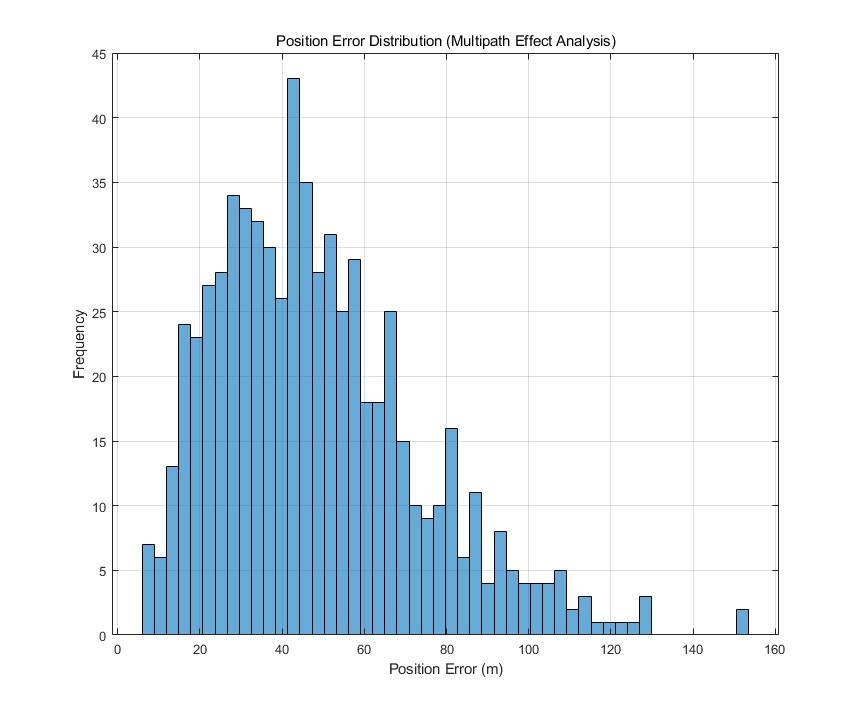 Position Error Distribution (Multipath Effect Analysis)
45
40
35
30
25
20
15
10
5
0
Frequency
0 20 40 60 80 100 120 140 160
Position Error (m)